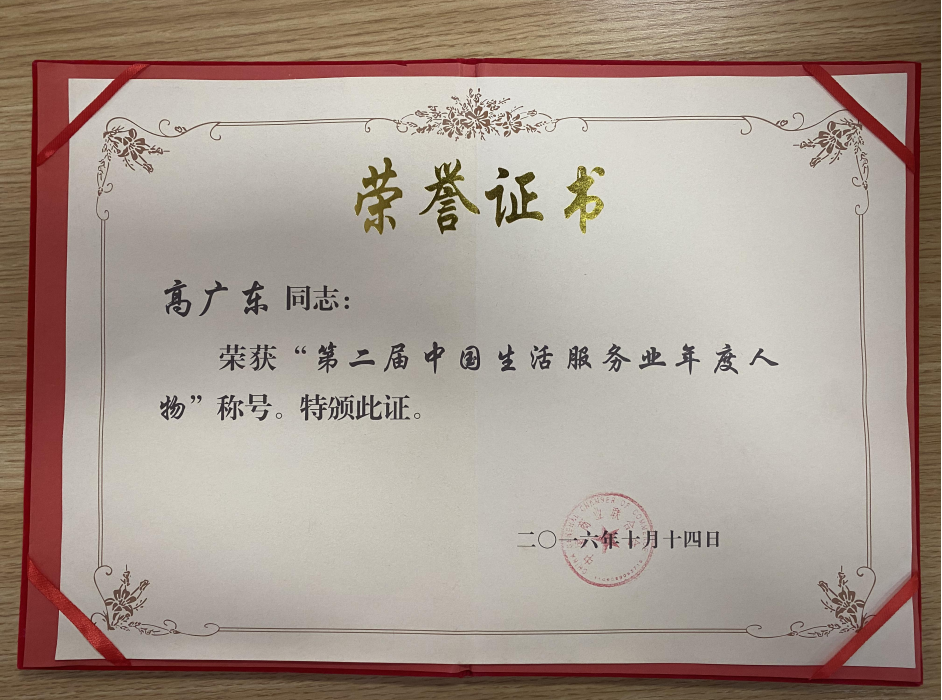 荣誉证书
高广东 同志：
荣获“第二届中国生活服务业年度人
物”称号。特颁此证。
二〇一六年十月十四日